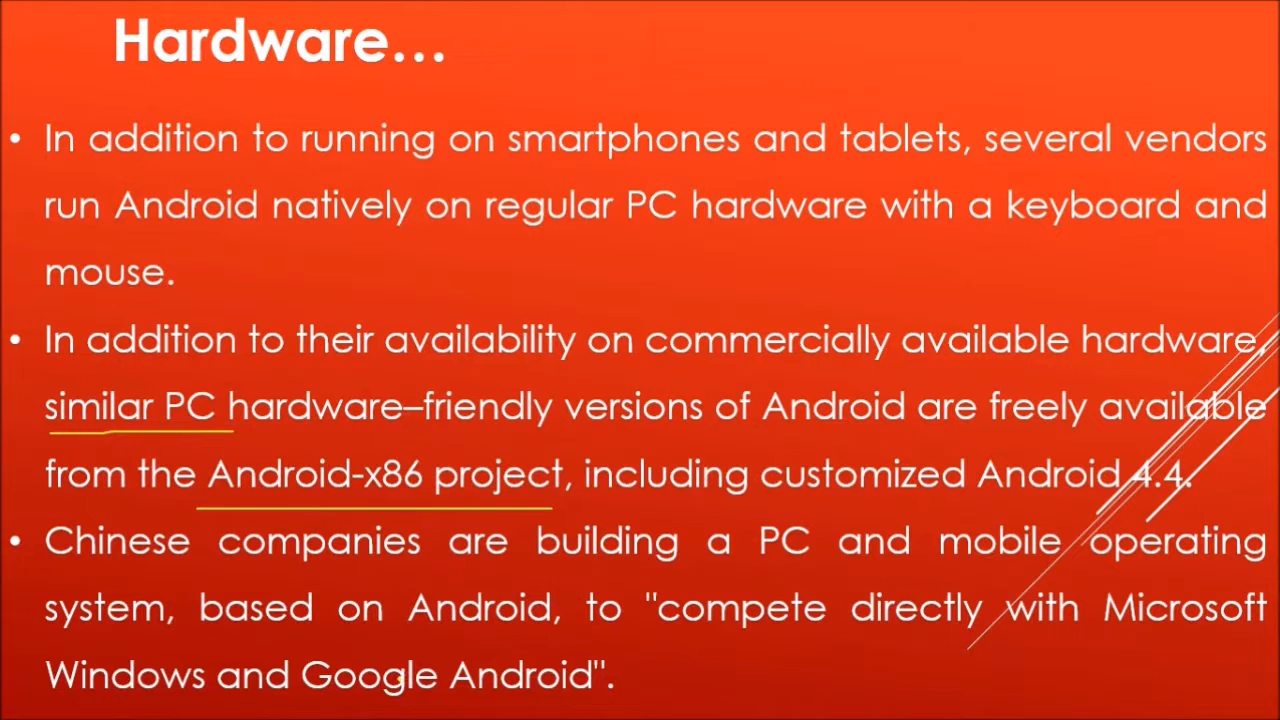 Hardware…
• In addition to running on smartphones and tablets, several vendors
run Android natively on regular PC hardware with a keyboard and
mouse.
• In addition to their availability on commercially available hardware,
similar PC hardware–friendly versions of Android are freely available
from the Android-x86 project, including customized Android 4.4.
• Chinese companies are building a PC and mobile operating
system, based on Android, to "compete directly with Microsoft
Windows and Google Android".